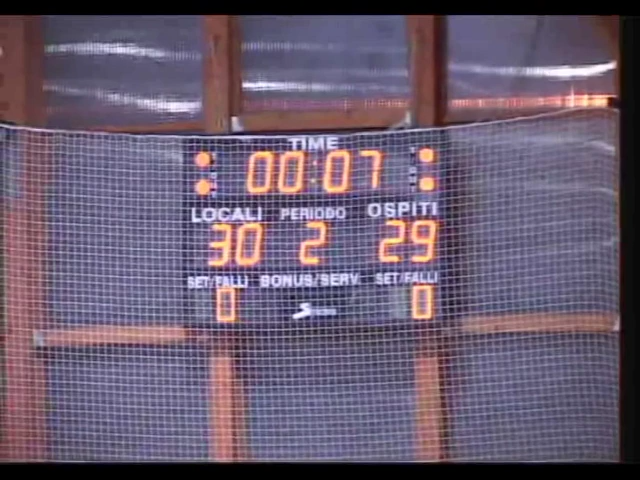 TIME
00:07
LOCALI PERIODO OSPITI
30 2 29
SET/FALLI BONUS/SERV SET/FALLI
0 0